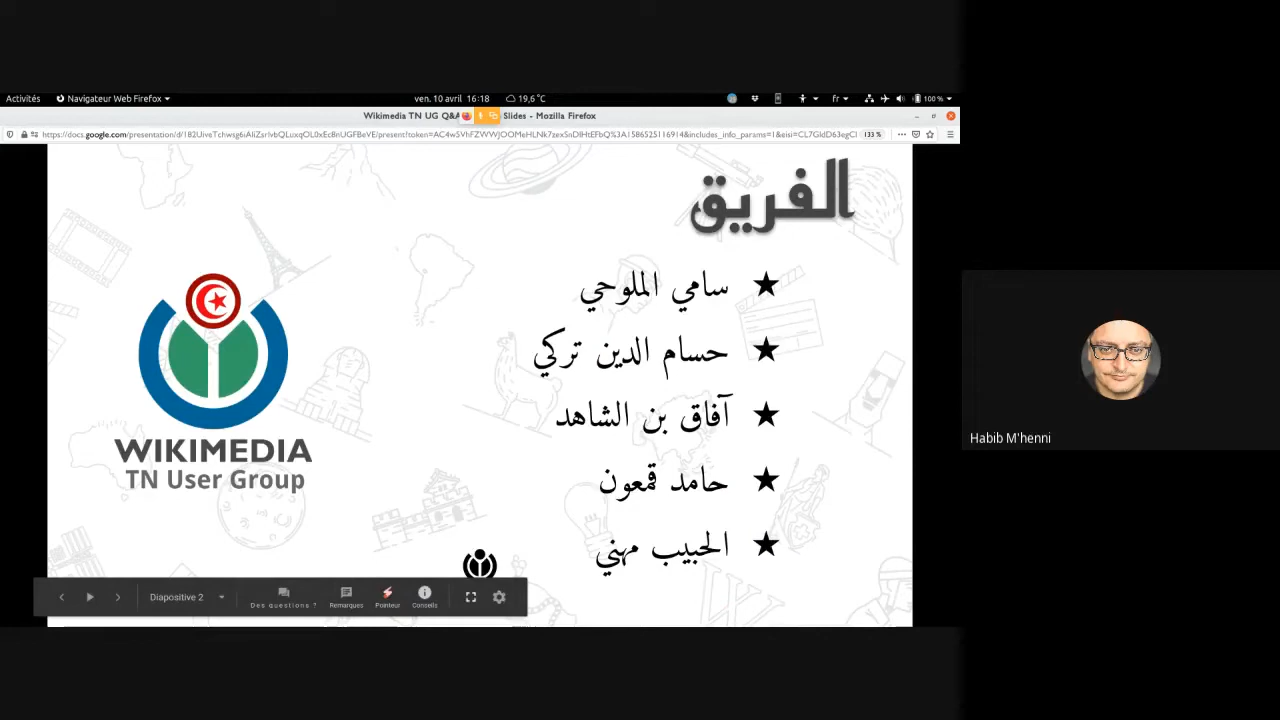 Activités Navigateur Web Firefox ven. 10 avril 16:18 19,6 °C fr 100 %
Wikimedia TN UG Q&A Slides - Mozilla Firefox
133 %
الفريق
سامي الملوحي
حسام الدين تركي
آفاق بن الشاهد
حامد قمعون
الحبيب مهني
WIKIMEDIA
TN User Group
Diapositive 2
Des questions ?
Remarques
Pointeur
Conseils
Habib M'henni